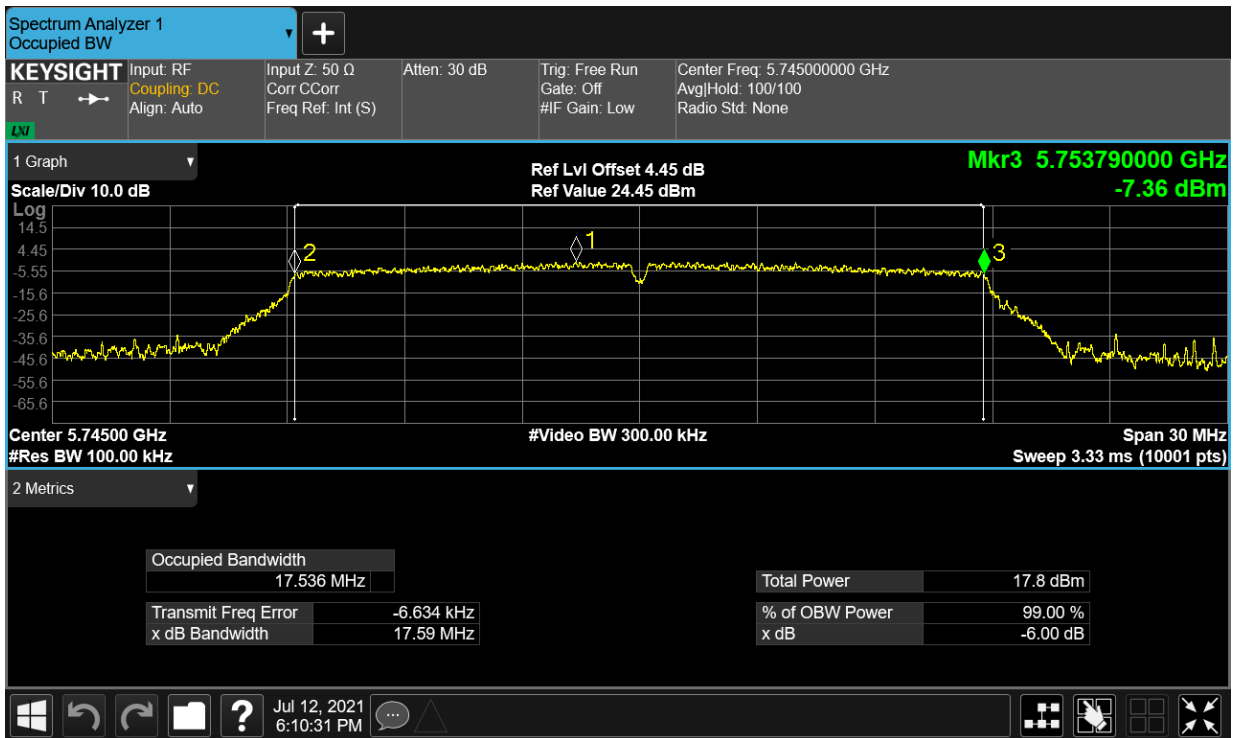 Spectrum Analyzer 1
Occupied BW
▼
+
KEYSIGHT Input: RF Input Z: 50 Ω Atten: 30 dB Trig: Free Run Center Freq: 5.745000000 GHz
Coupling: DC Corr CCorr Gate: Off Avg|Hold: 100/100
R T Align: Auto Freq Ref: Int (S) #IF Gain: Low Radio Std: None
LXI
1 Graph ▼ Ref Lvl Offset 4.45 dB Mkr3 5.753790000 GHz
Scale/Div 10.0 dB Ref Value 24.45 dBm -7.36 dBm
Log
14.5
4.45
-5.55
-15.6
-25.6
-35.6
-45.6
-55.6
-65.6
2
1
3
Center 5.74500 GHz #Video BW 300.00 kHz Span 30 MHz
#Res BW 100.00 kHz Sweep 3.33 ms (10001 pts)
2 Metrics ▼
Occupied Bandwidth
17.536 MHz Total Power 17.8 dBm
Transmit Freq Error -6.634 kHz % of OBW Power 99.00 %
x dB Bandwidth 17.59 MHz x dB -6.00 dB
? Jul 12, 2021
6:10:31 PM